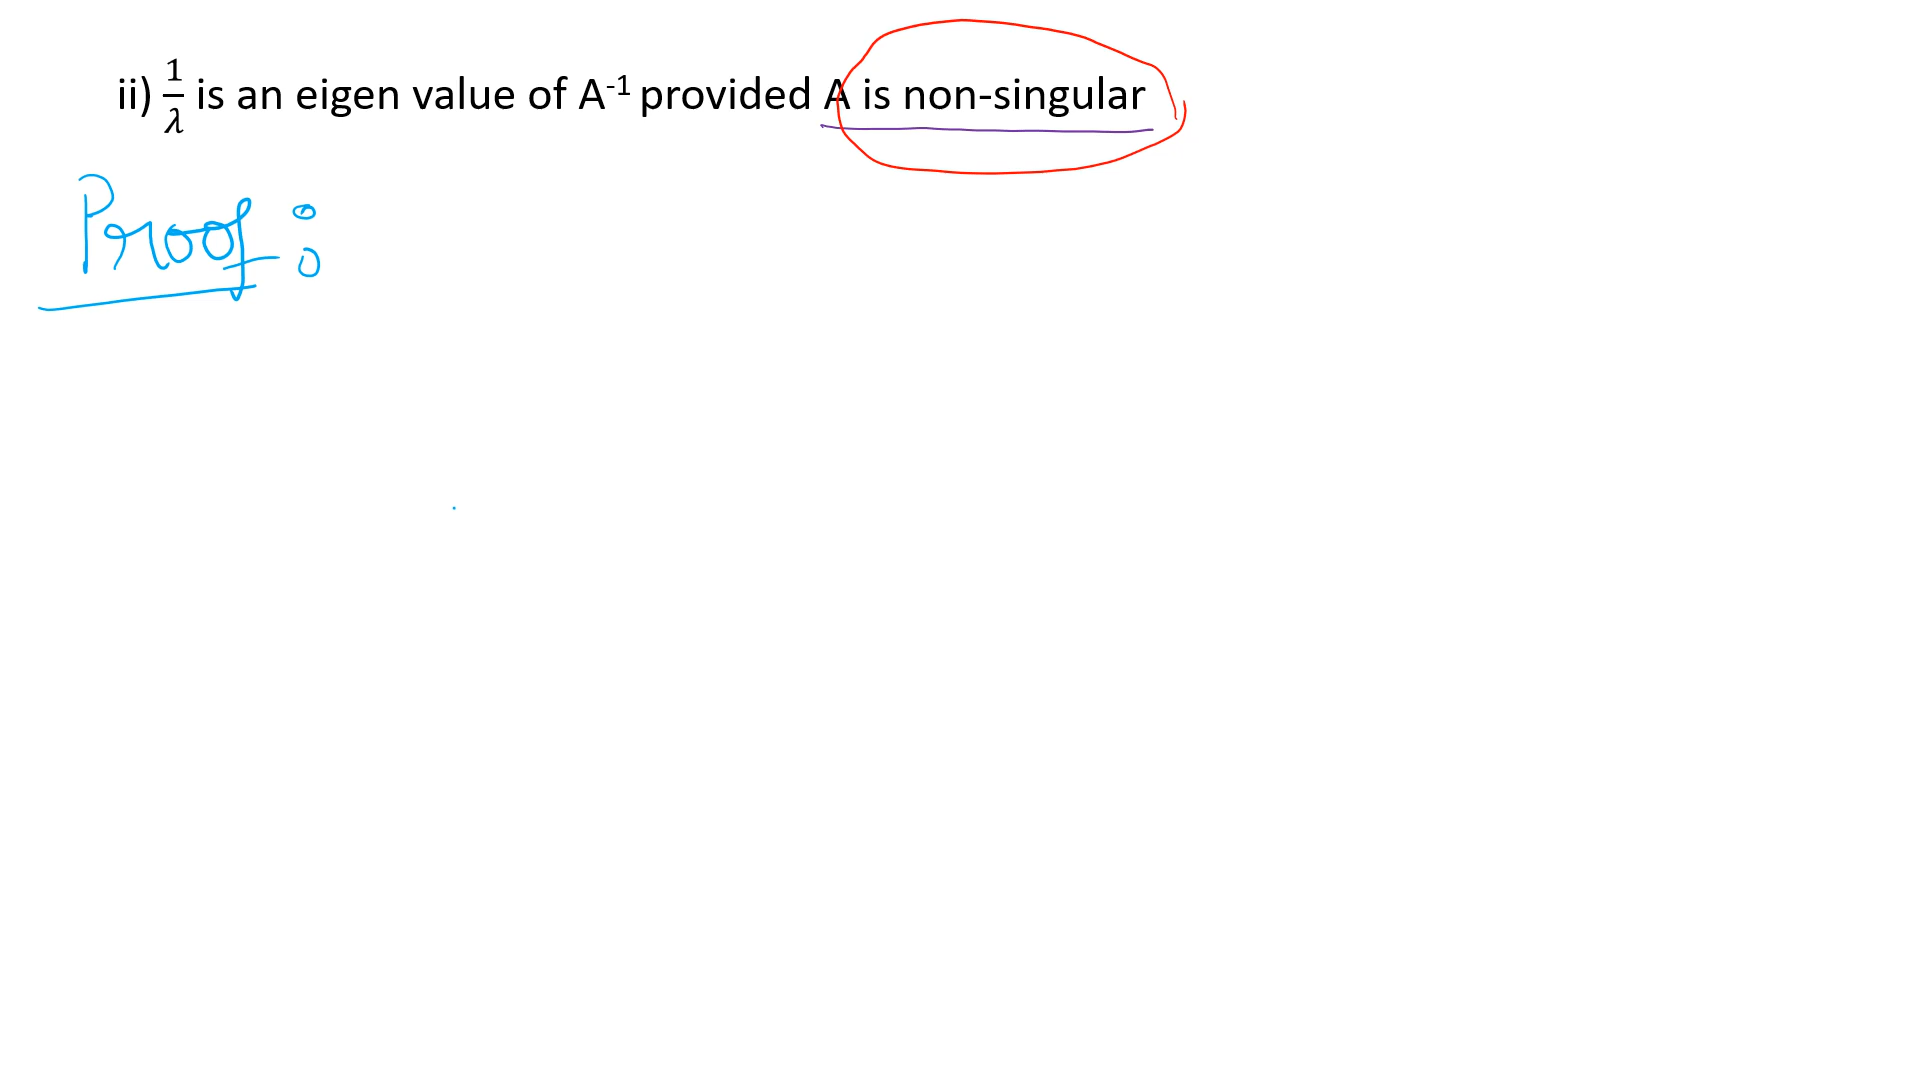 ii) 1/λ is an eigen value of A⁻¹ provided A is non-singular
Proof :